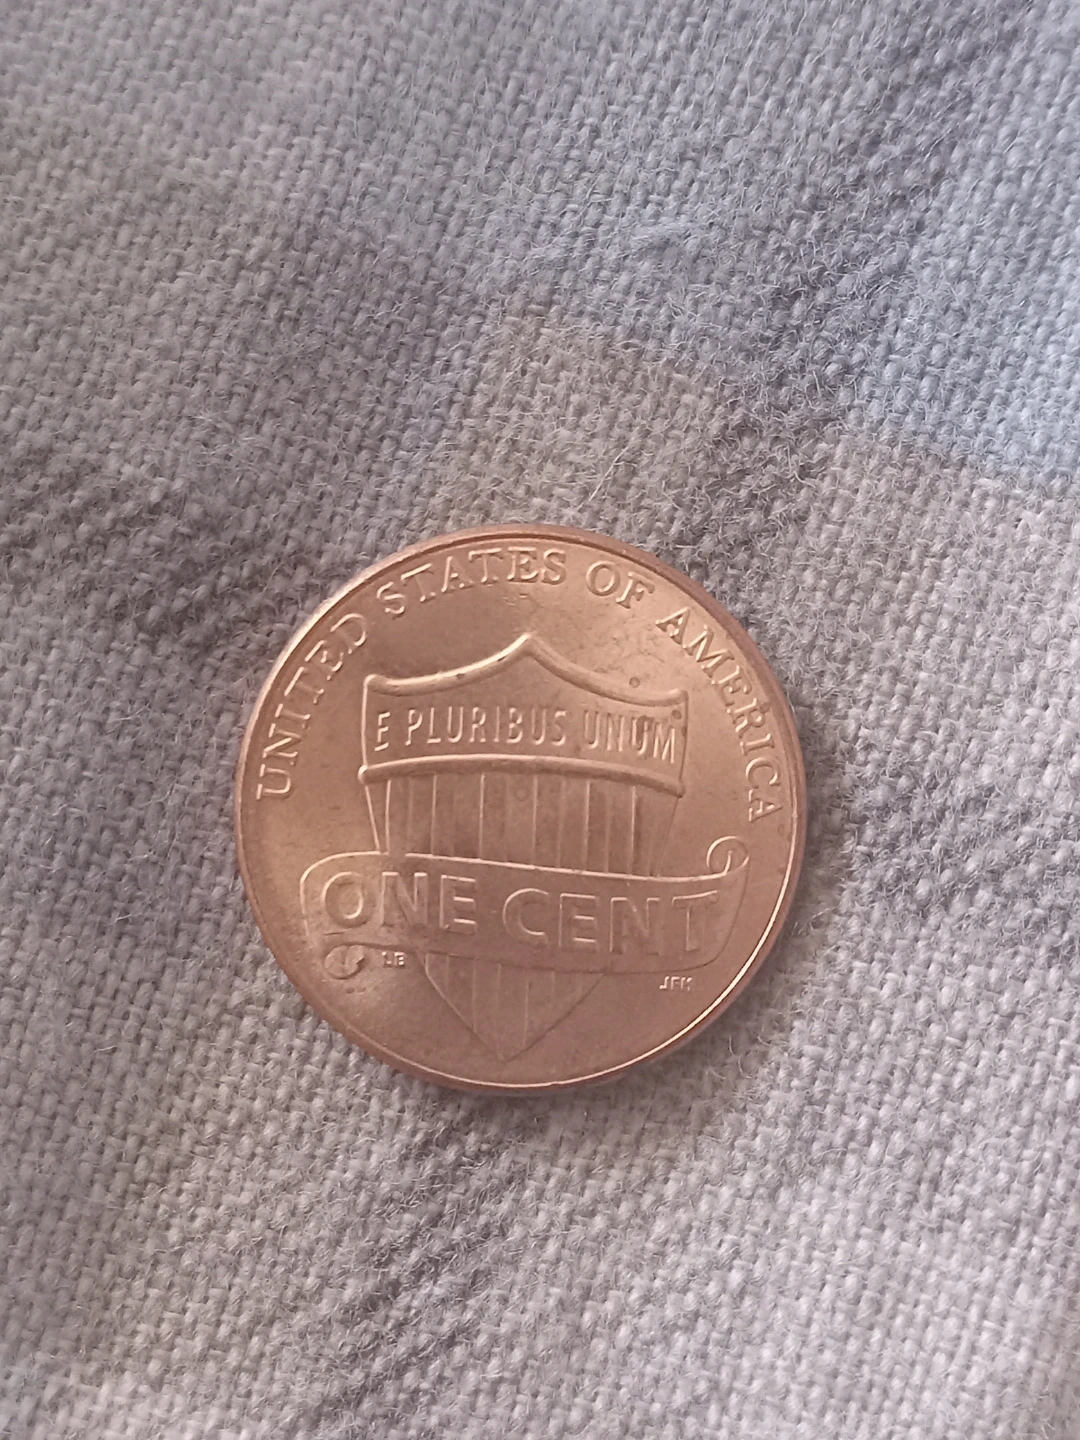 UNITED STATES OF AMERICA
E PLURIBUS UNUM
ONE CENT
LB
JFM